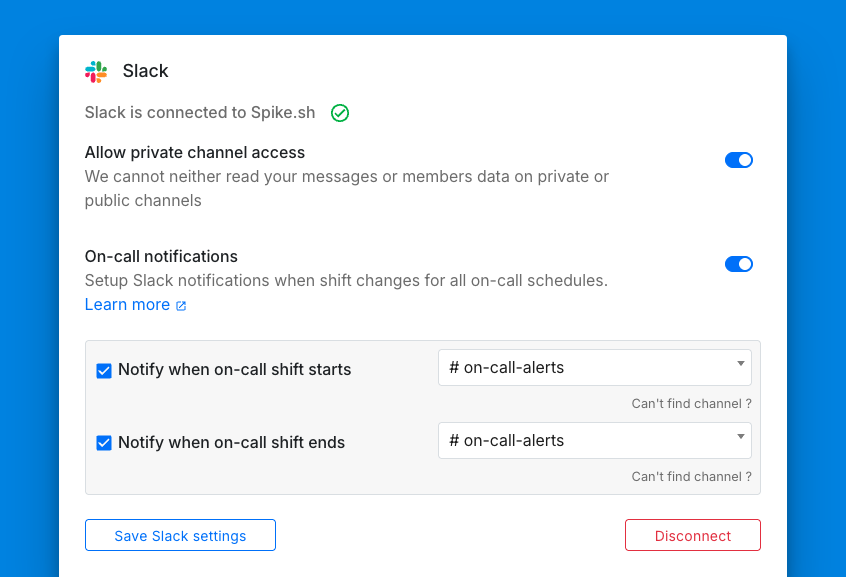 Slack
Slack is connected to Spike.sh
Allow private channel access
We cannot neither read your messages or members data on private or
public channels
On-call notifications
Setup Slack notifications when shift changes for all on-call schedules.
Learn more
Notify when on-call shift starts
# on-call-alerts
Can't find channel ?
Notify when on-call shift ends
# on-call-alerts
Can't find channel ?
Save Slack settings
Disconnect